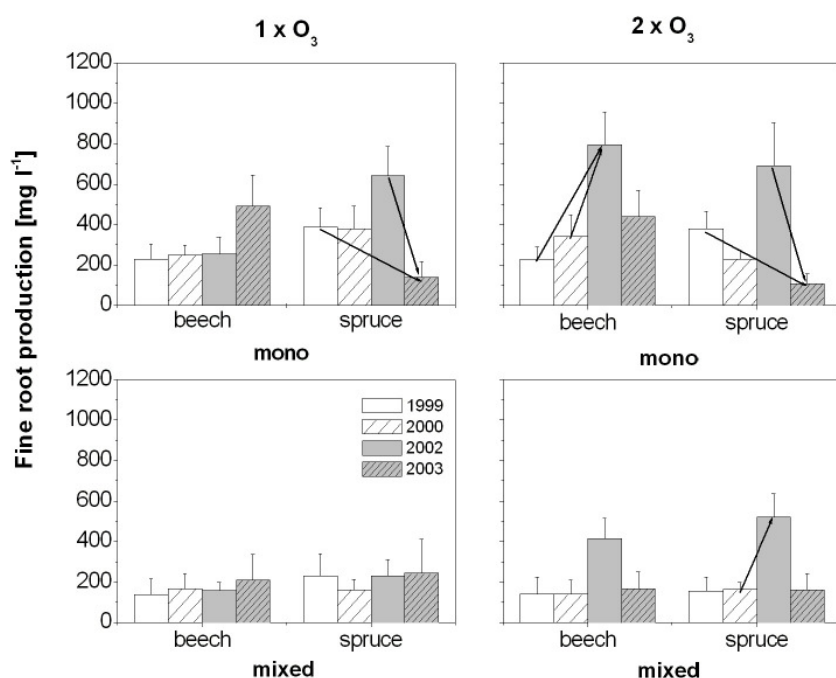 1 x O₃
2 x O₃
Fine root production [mg l⁻¹]
1200
1000
800
600
400
200
0
beech spruce
mono
beech spruce
mono
1200
1000
800
600
400
200
0
1999
2000
2002
2003
beech spruce
mixed
beech spruce
mixed